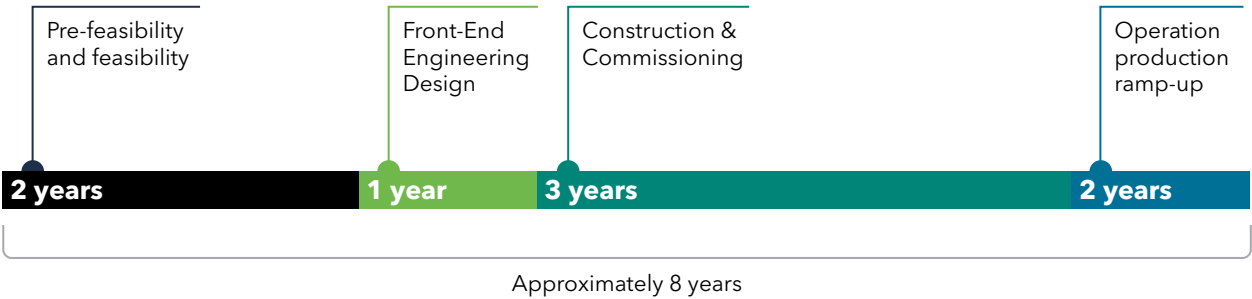 Pre-feasibility
and feasibility
Front-End
Engineering
Design
Construction &
Commissioning
Operation
production
ramp-up
2 years
1 year
3 years
2 years
Approximately 8 years